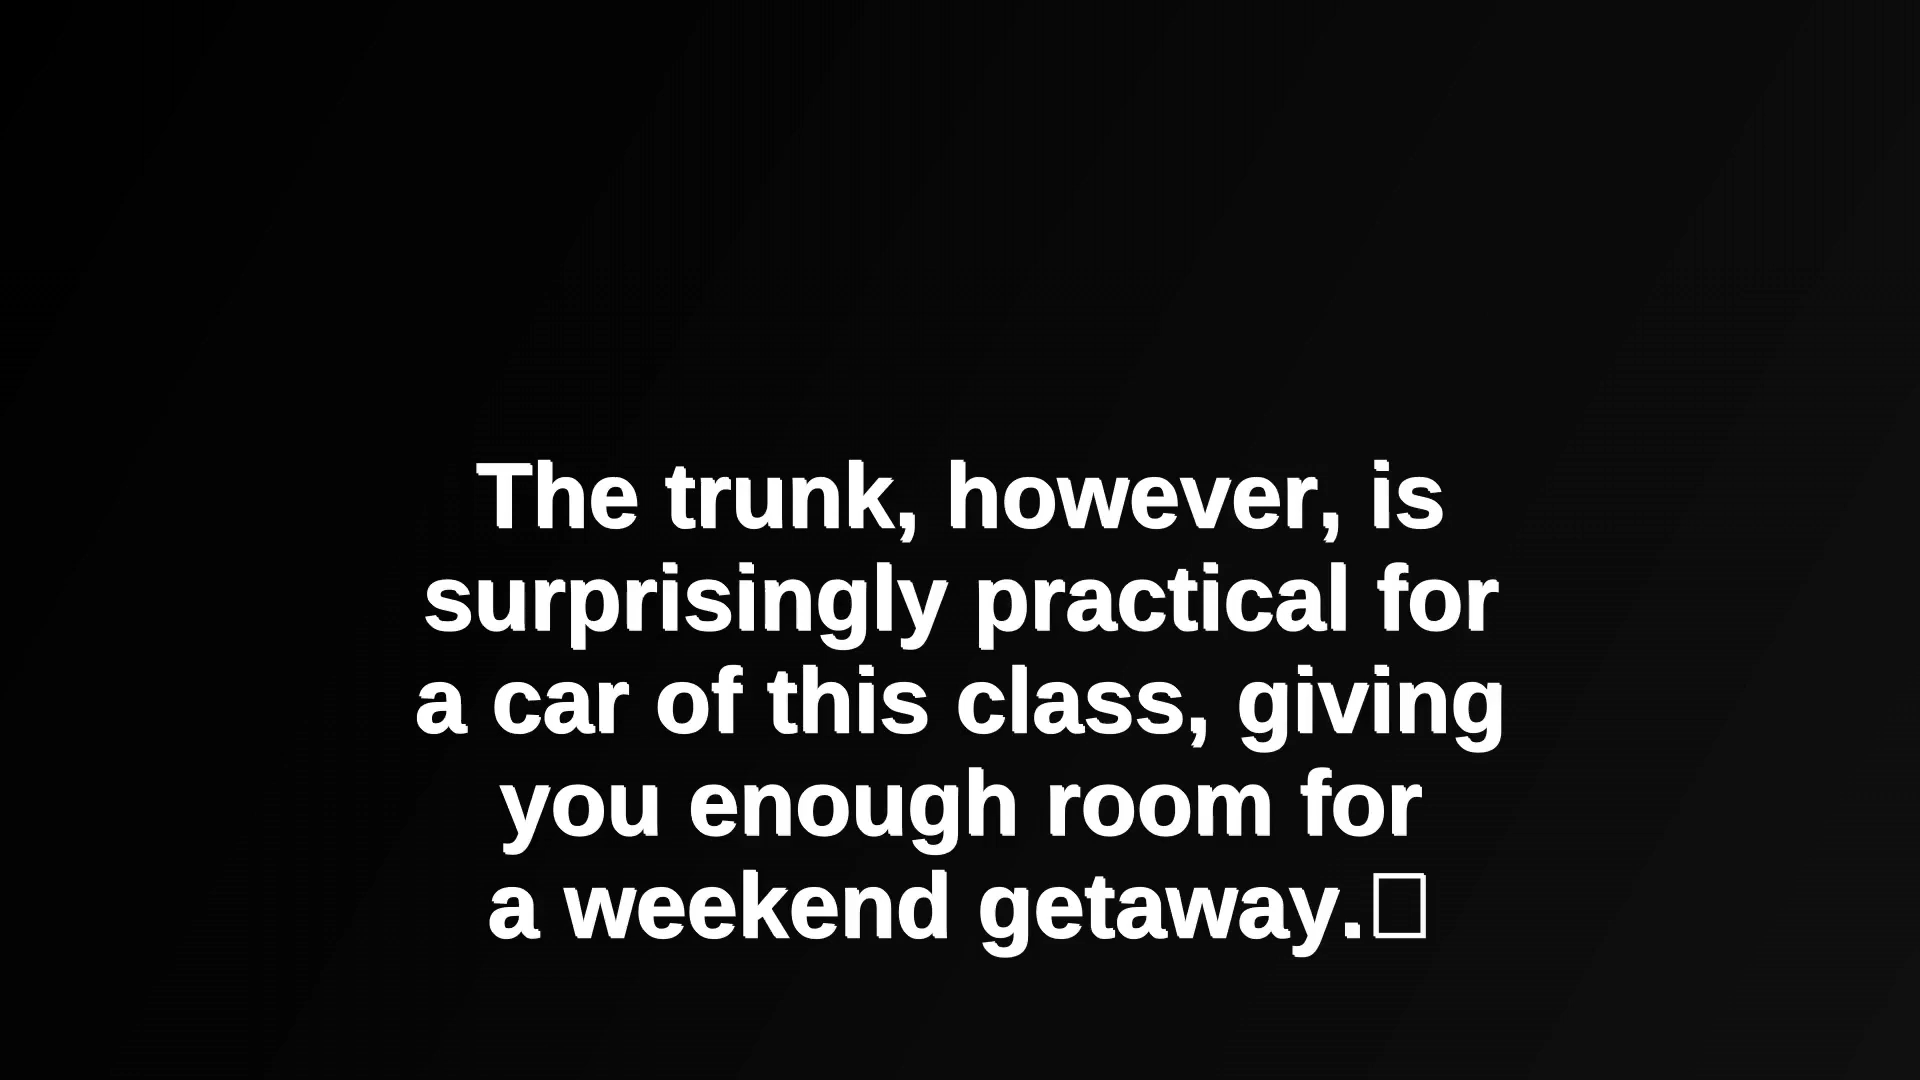 The trunk, however, is
surprisingly practical for
a car of this class, giving
you enough room for
a weekend getaway.